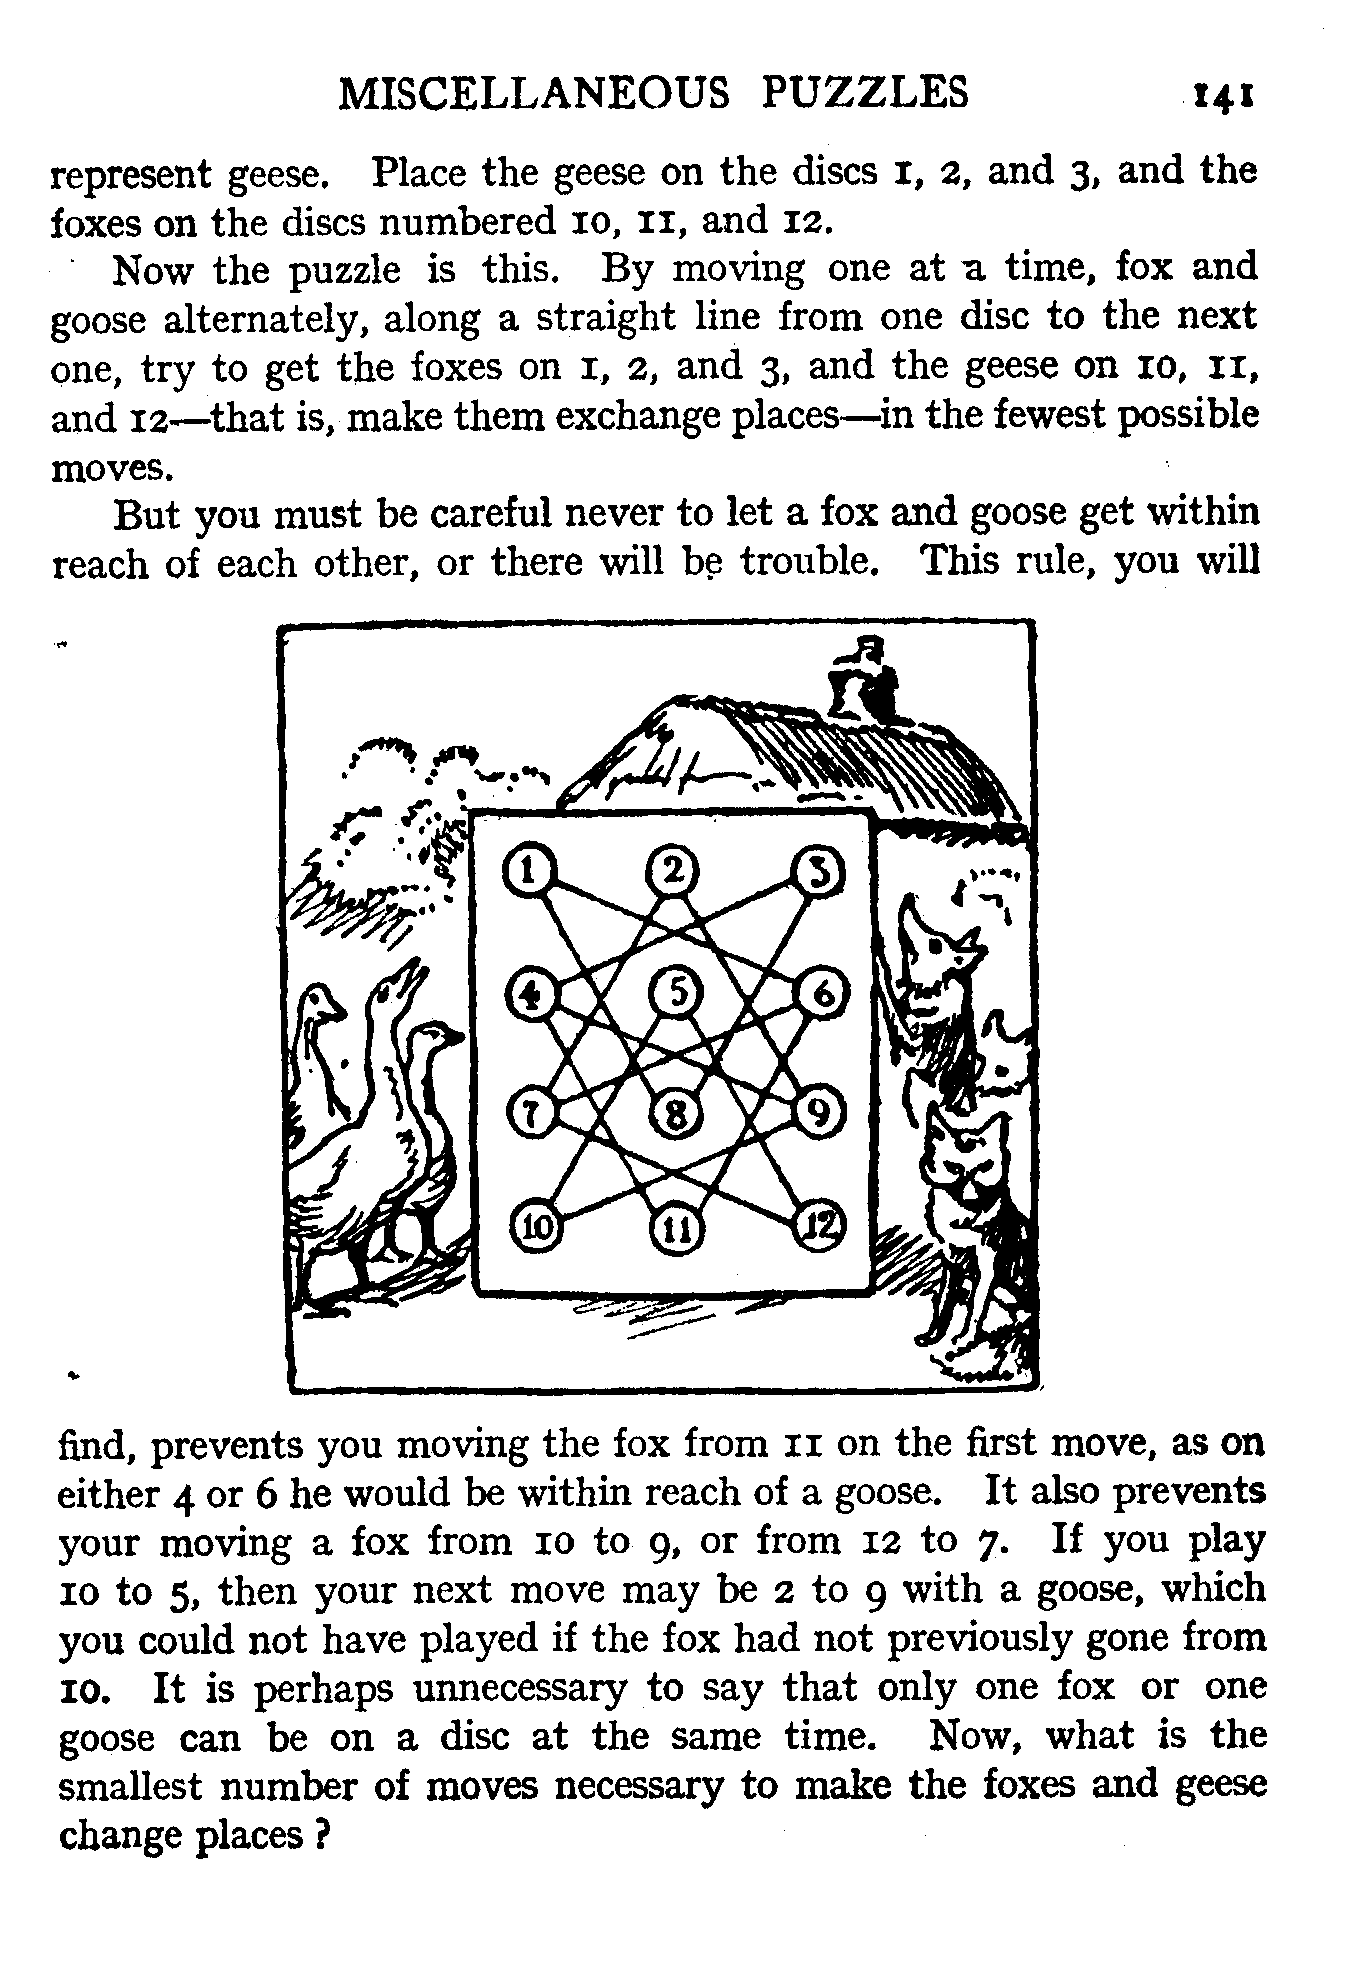 MISCELLANEOUS PUZZLES 141
represent geese. Place the geese on the discs 1, 2, and 3, and the
foxes on the discs numbered 10, 11, and 12.
Now the puzzle is this. By moving one at a time, fox and
goose alternately, along a straight line from one disc to the next
one, try to get the foxes on 1, 2, and 3, and the geese on 10, 11,
and 12—that is, make them exchange places—in the fewest possible
moves.
But you must be careful never to let a fox and goose get within
reach of each other, or there will be trouble. This rule, you will
1 2 3
4 5 6
7 8 9
10 11 12
find, prevents you moving the fox from 11 on the first move, as on
either 4 or 6 he would be within reach of a goose. It also prevents
your moving a fox from 10 to 9, or from 12 to 7. If you play
10 to 5, then your next move may be 2 to 9 with a goose, which
you could not have played if the fox had not previously gone from
10. It is perhaps unnecessary to say that only one fox or one
goose can be on a disc at the same time. Now, what is the
smallest number of moves necessary to make the foxes and geese
change places ?